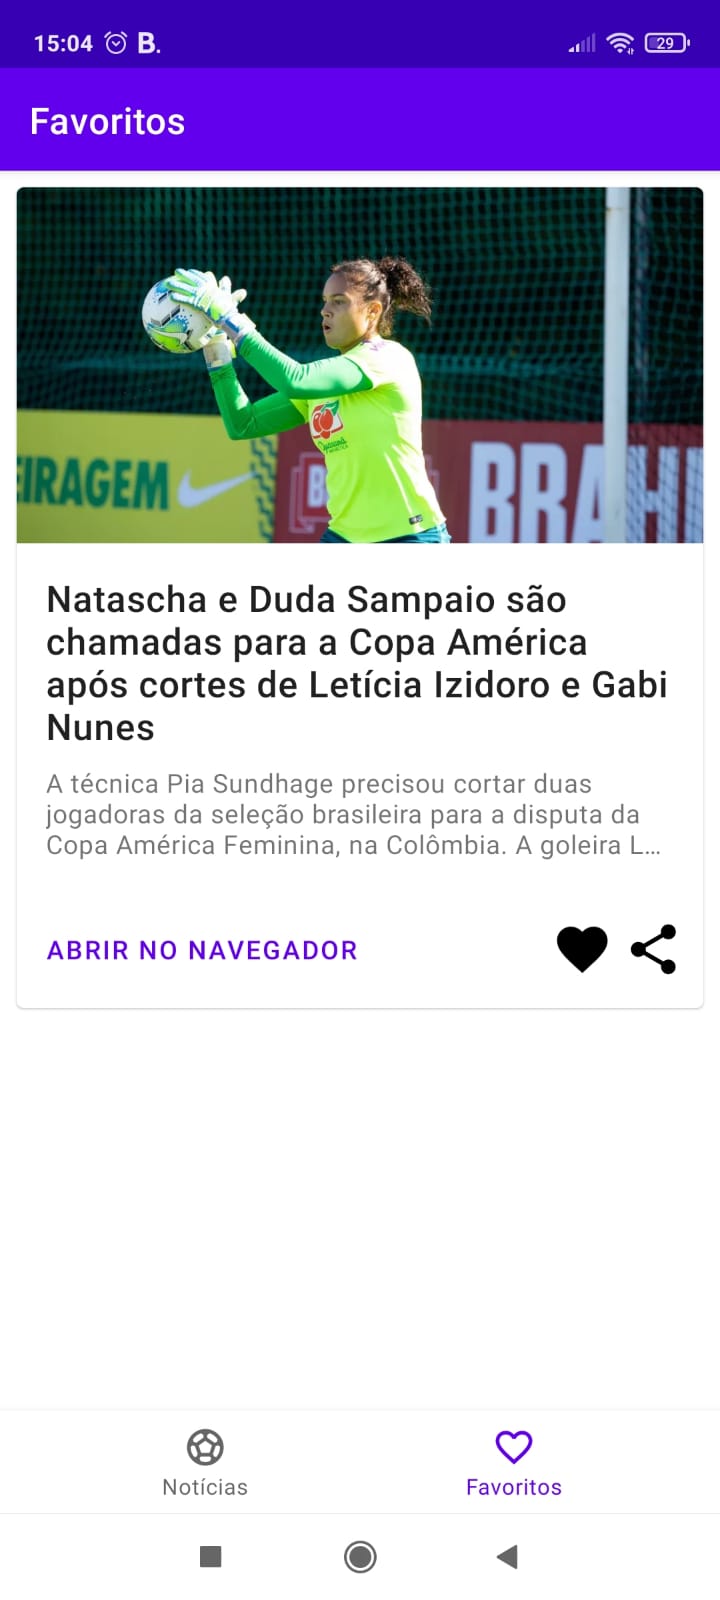 15:04 B.
29
Favoritos
EIRAGEM
B
BRAHM
Natascha e Duda Sampaio são
chamadas para a Copa América
após cortes de Letícia Izidoro e Gabi
Nunes
A técnica Pia Sundhage precisou cortar duas
jogadoras da seleção brasileira para a disputa da
Copa América Feminina, na Colômbia. A goleira L...
ABRIR NO NAVEGADOR
Notícias
Favoritos